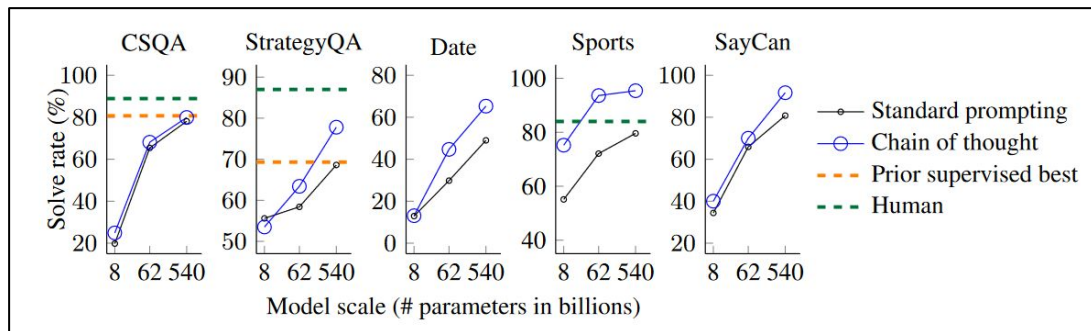 CSQA
StrategyQA
Date
Sports
SayCan
Solve rate (%)
100
80
60
40
20
90
80
70
60
50
80
60
40
20
0
100
80
60
40
100
80
60
40
20
8 62 540
8 62 540
8 62 540
8 62 540
8 62 540
Model scale (# parameters in billions)
Standard prompting
Chain of thought
Prior supervised best
Human